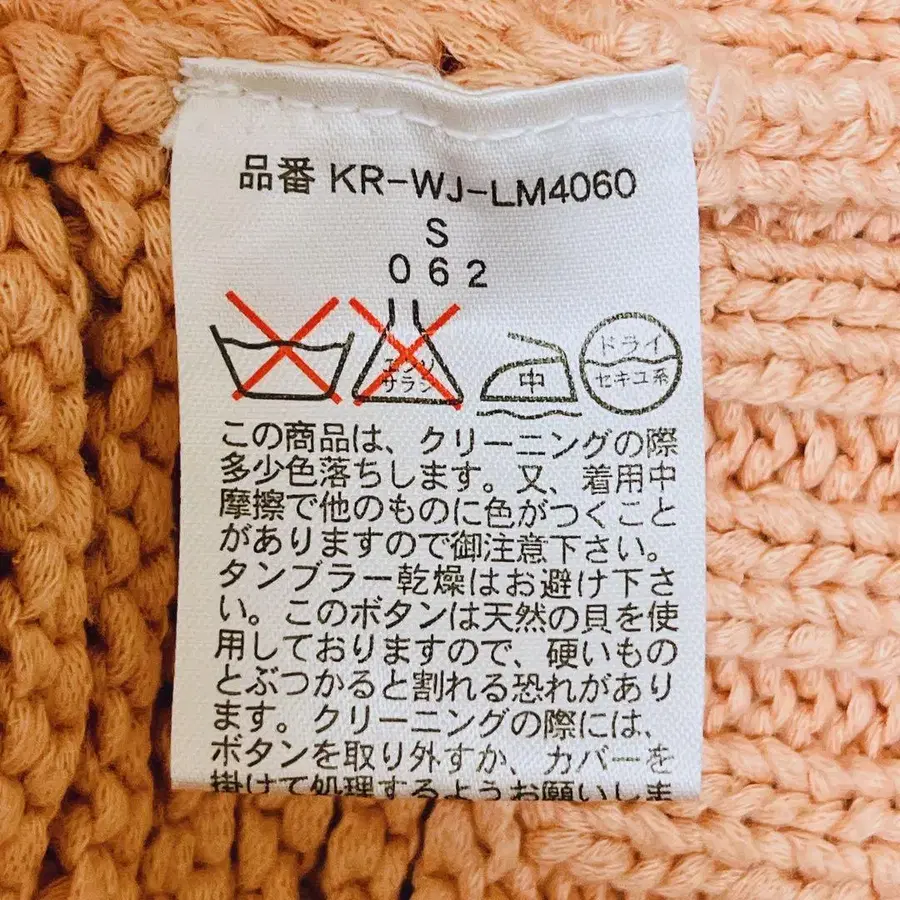 品番 KR-WJ-LM4060
S
062
エンソ
サラシ
中
ドライ
セキユ系
この商品は、クリーニングの際
多少色落ちします。又、着用中
摩擦で他のものに色がつくこと
がありますので御注意下さい。
タンブラー乾燥はお避け下さ
い。このボタンは天然の貝を使
用しておりますので、硬いもの
とぶつかると割れる恐れがあり
ます。クリーニングの際には、
ボタンを取り外すか、カバーを
掛けて処理するようお願いしま